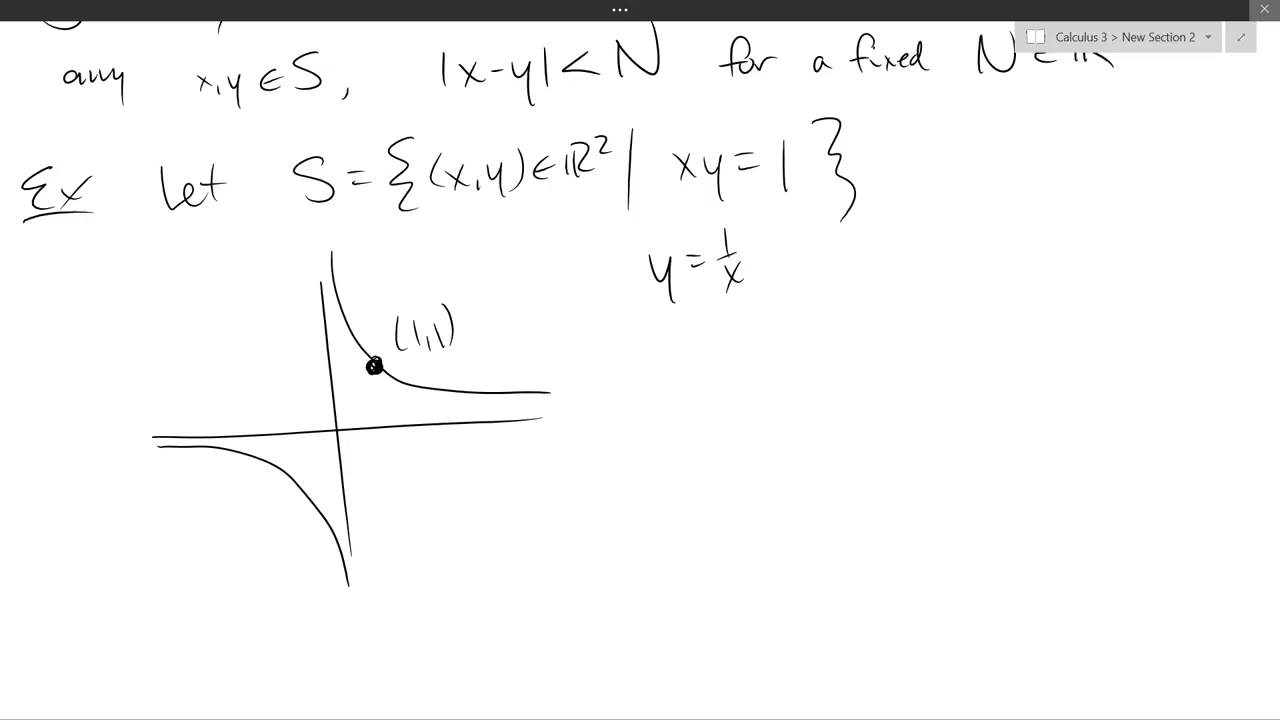 Calculus 3 > New Section 2
any x,y ∈ S, |x-y| < N for a fixed N ∈ ℝ
Ex Let S = {(x,y) ∈ ℝ² | xy = 1}
y = 1/x
(1,1)